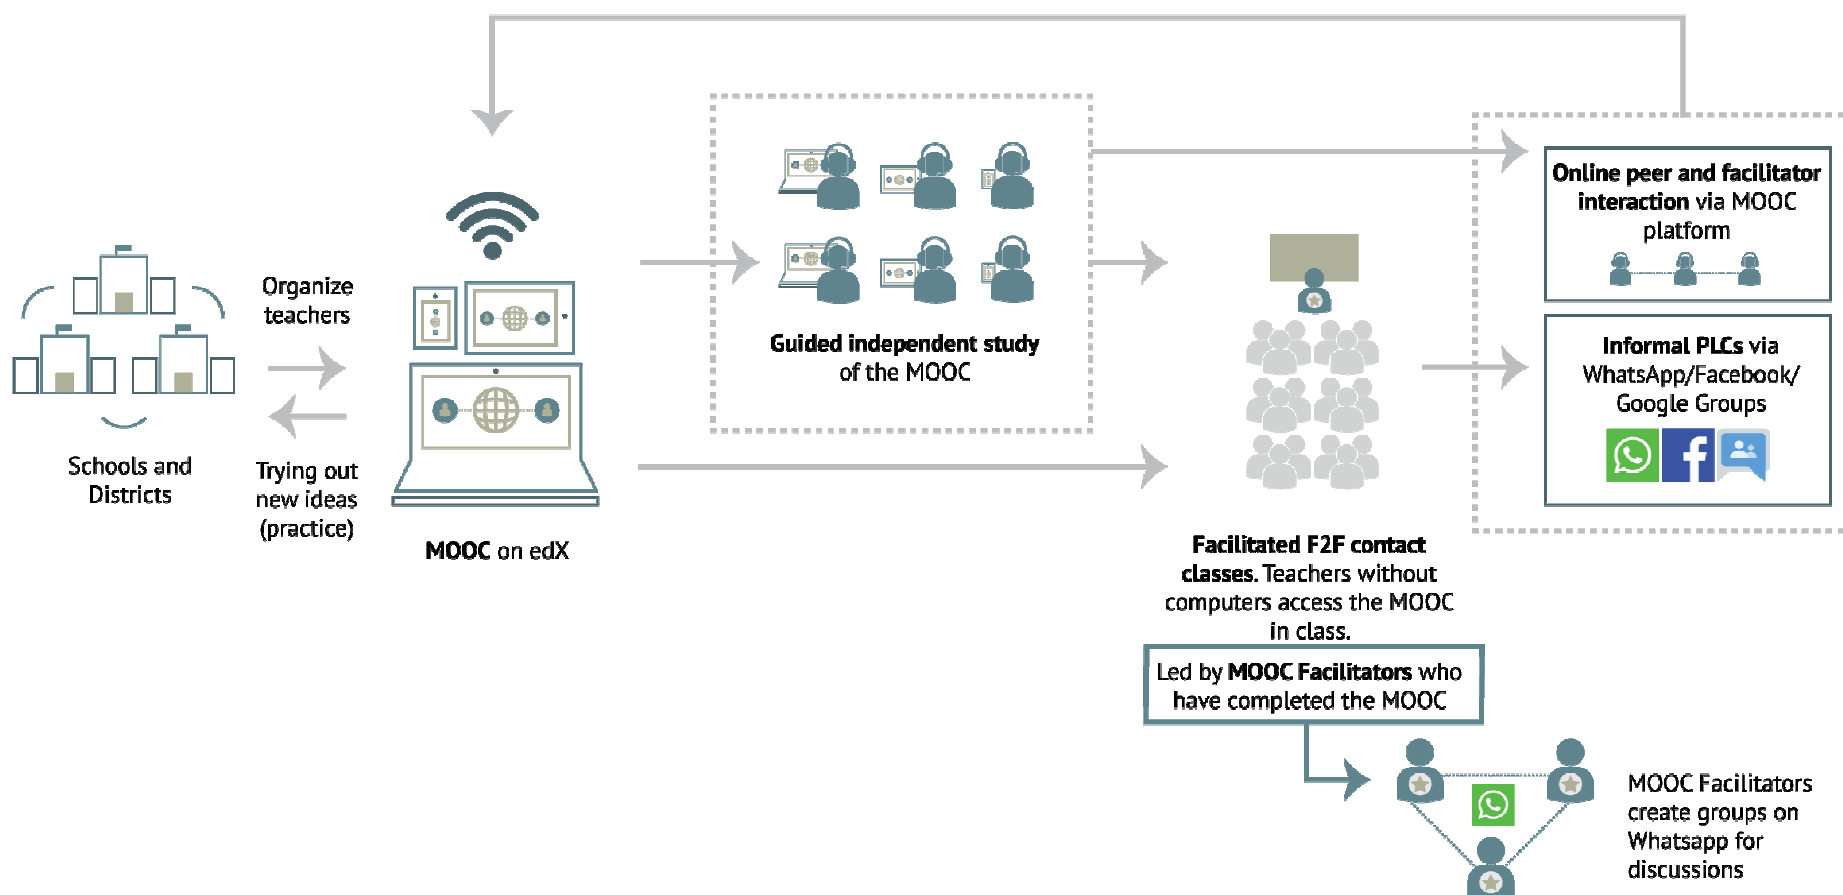 Schools and
Districts
Organize
teachers
Trying out
new ideas
(practice)
MOOC on edX
Guided independent study
of the MOOC
Facilitated F2F contact
classes. Teachers without
computers access the MOOC
in class.
Led by MOOC Facilitators who
have completed the MOOC
Online peer and facilitator
interaction via MOOC
platform
Informal PLCs via
WhatsApp/Facebook/
Google Groups
MOOC Facilitators
create groups on
Whatsapp for
discussions